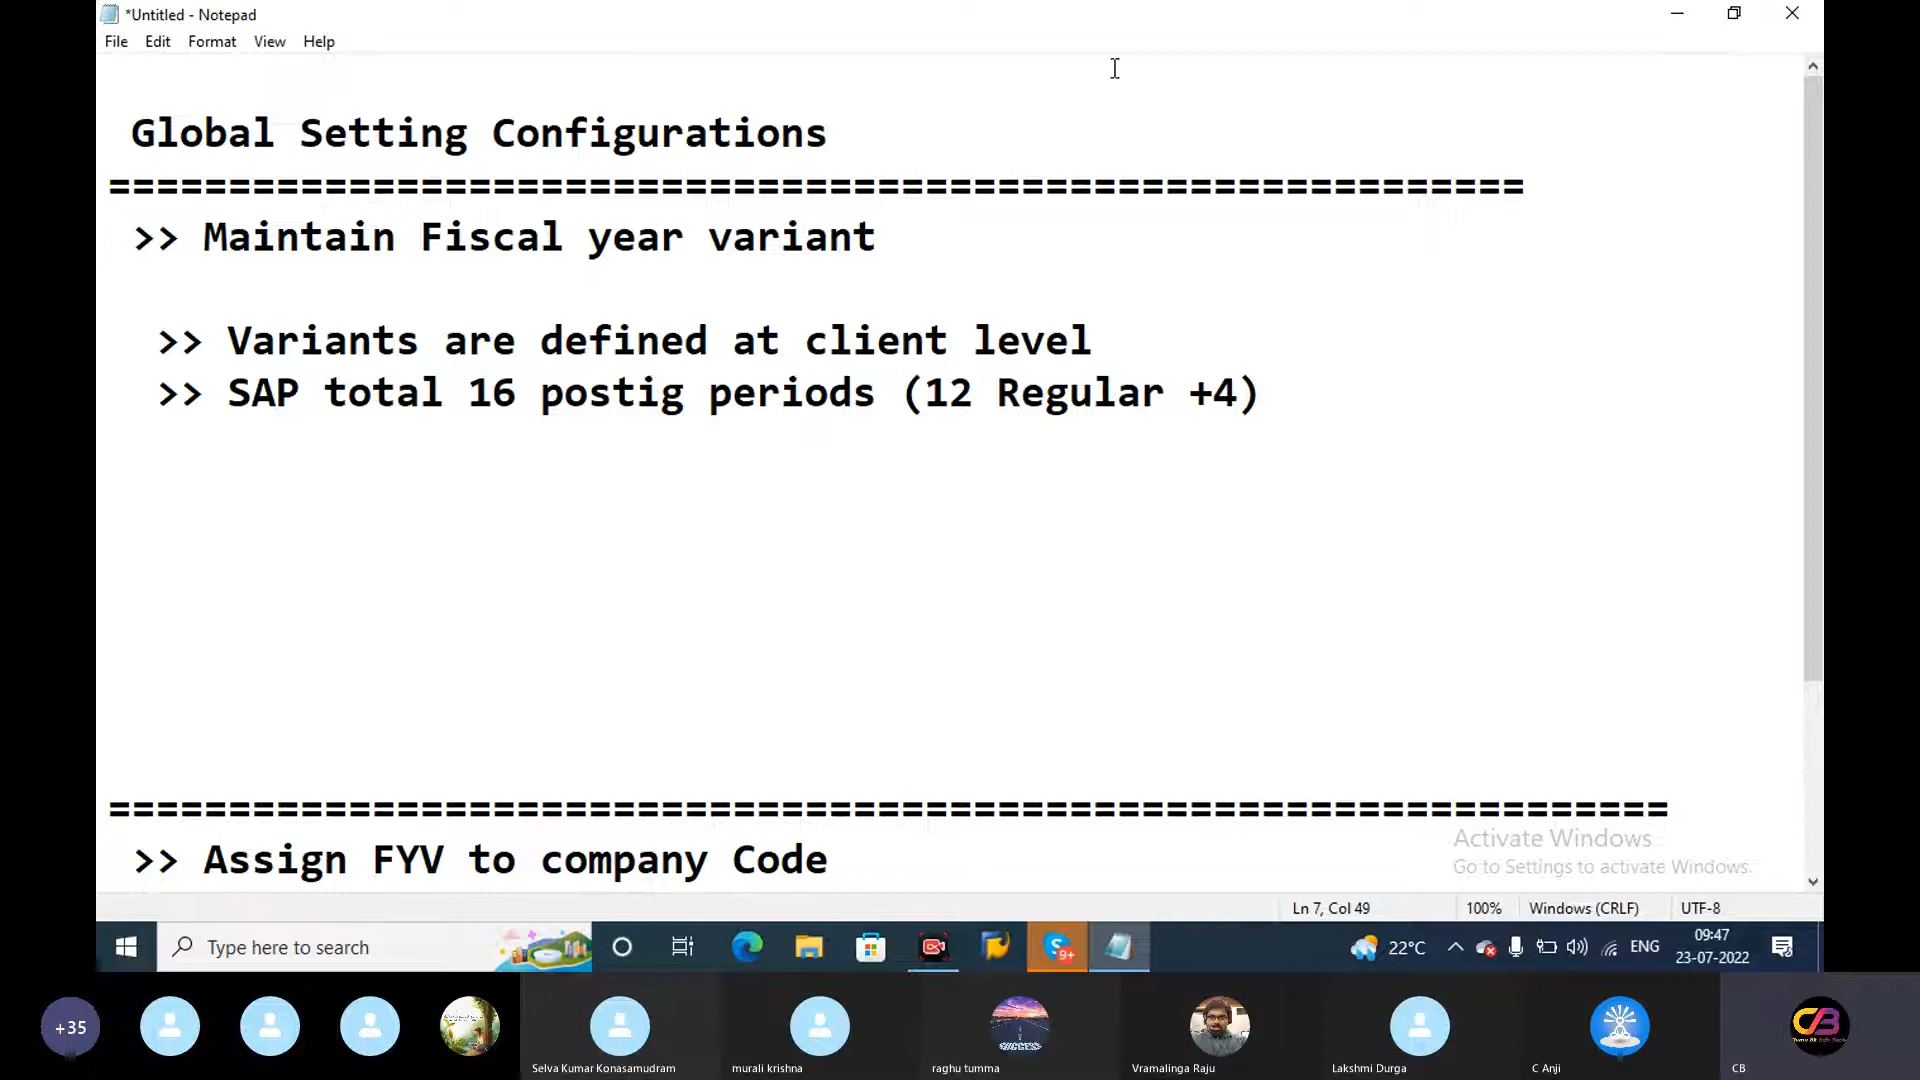 *Untitled - Notepad
File Edit Format View Help
Global Setting Configurations
===========================================================
>> Maintain Fiscal year variant
>> Variants are defined at client level
>> SAP total 16 postig periods (12 Regular +4)
=================================================================
>> Assign FYV to company Code
Activate Windows
Go to Settings to activate Windows.
Ln 7, Col 49 100% Windows (CRLF) UTF-8
Type here to search
9+
22°C
ENG
09:47
23-07-2022
+35
SUCCESS
CB
Selva Kumar Konasamudram
murali krishna
raghu tumma
Vramalinga Raju
Lakshmi Durga
C Anji
CB